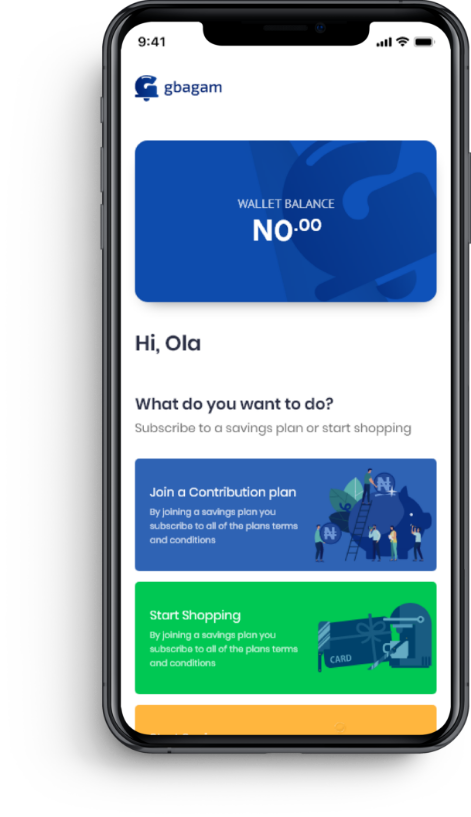 9:41
gbagam
WALLET BALANCE
N0.00
Hi, Ola
What do you want to do?
Subscribe to a savings plan or start shopping
Join a Contribution plan
By joining a savings plan you
subscribe to all of the plans terms
and conditions
₦
₦
Start Shopping
By joining a savings plan you
subscribe to all of the plans terms
and conditions
CARD